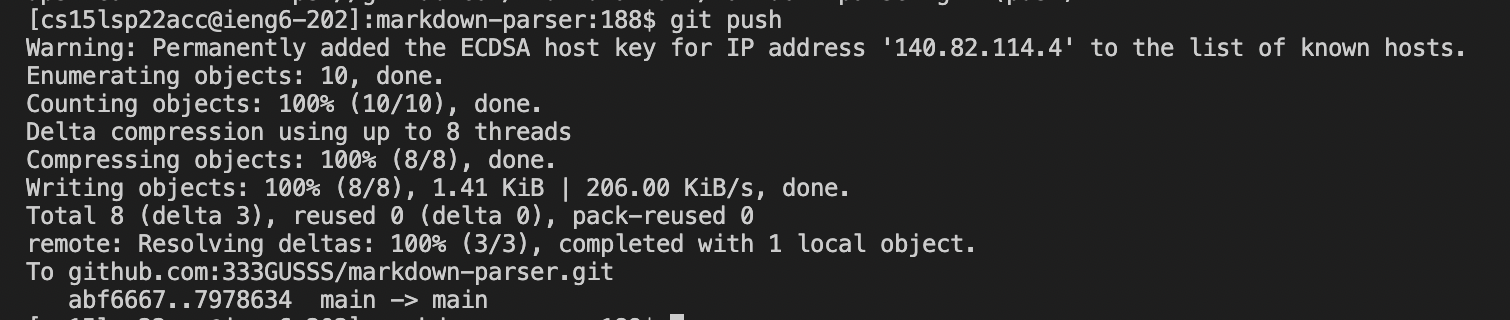 [cs15lsp22acc@ieng6-202]:markdown-parser:188$ git push
Warning: Permanently added the ECDSA host key for IP address '140.82.114.4' to the list of known hosts.
Enumerating objects: 10, done.
Counting objects: 100% (10/10), done.
Delta compression using up to 8 threads
Compressing objects: 100% (8/8), done.
Writing objects: 100% (8/8), 1.41 KiB | 206.00 KiB/s, done.
Total 8 (delta 3), reused 0 (delta 0), pack-reused 0
remote: Resolving deltas: 100% (3/3), completed with 1 local object.
To github.com:333GUSSS/markdown-parser.git
abf6667..7978634  main -> main